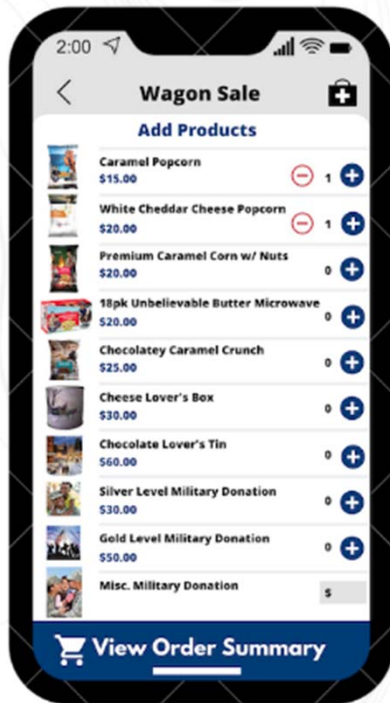 2:00
Wagon Sale
Add Products
Caramel Popcorn
$15.00
1
White Cheddar Cheese Popcorn
$20.00
1
Premium Caramel Corn w/ Nuts
$20.00
0
18pk Unbelievable Butter Microwave
$20.00
0
Chocolatey Caramel Crunch
$25.00
0
Cheese Lover's Box
$30.00
0
Chocolate Lover's Tin
$60.00
0
Silver Level Military Donation
$30.00
0
Gold Level Military Donation
$50.00
0
Misc. Military Donation
$
View Order Summary